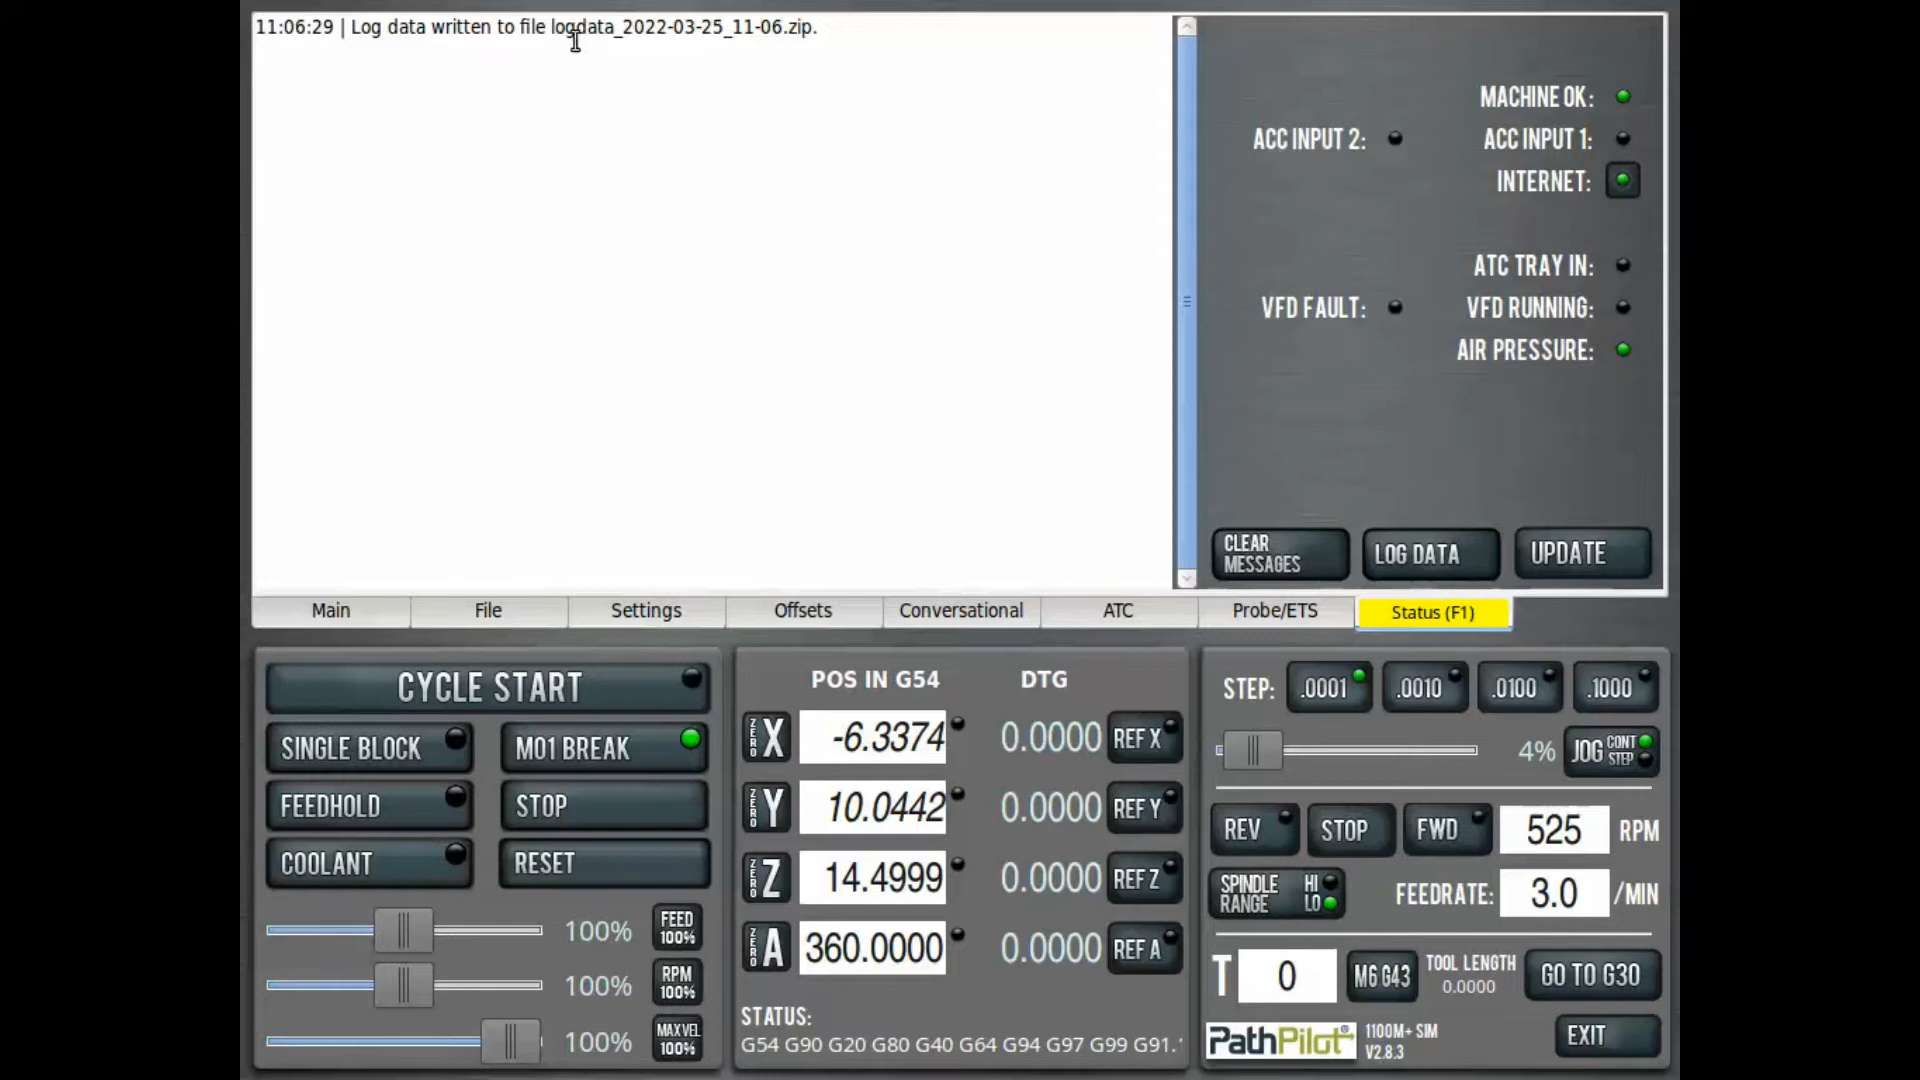 11:06:29 | Log data written to file logdata_2022-03-25_11-06.zip.
MACHINE OK:
ACC INPUT 2:
ACC INPUT 1:
INTERNET:
ATC TRAY IN:
VFD FAULT:
VFD RUNNING:
AIR PRESSURE:
CLEAR
MESSAGES
LOG DATA
UPDATE
Main
File
Settings
Offsets
Conversational
ATC
Probe/ETS
Status (F1)
CYCLE START
SINGLE BLOCK
M01 BREAK
FEEDHOLD
STOP
COOLANT
RESET
100%
FEED
100%
100%
RPM
100%
100%
MAXVEL
100%
POS IN G54 DTG
ZERO X -6.3374 0.0000 REF X
ZERO Y 10.0442 0.0000 REF Y
ZERO Z 14.4999 0.0000 REF Z
ZERO A 360.0000 0.0000 REF A
STATUS:
G54 G90 G20 G80 G40 G64 G94 G97 G99 G91.
STEP: .0001 .0010 .0100 .1000
4%
JOG CONT
STEP
REV STOP FWD 525 RPM
SPINDLE
RANGE
HI
LO
FEEDRATE: 3.0 /MIN
T 0 M6 G43
TOOL LENGTH
0.0000
GO TO G30
PathPilot®
1100M+ SIM
V2.8.3
EXIT